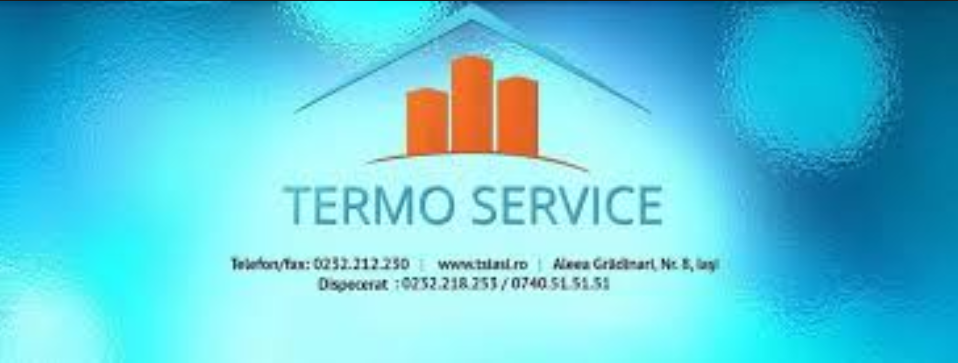 TERMO SERVICE
Telefon/fax: 0232.212.230 | www.tsiasi.ro | Aleea Grădinari, Nr. 8, Iași
Dispecerat : 0232.218.253 / 0740.51.51.51